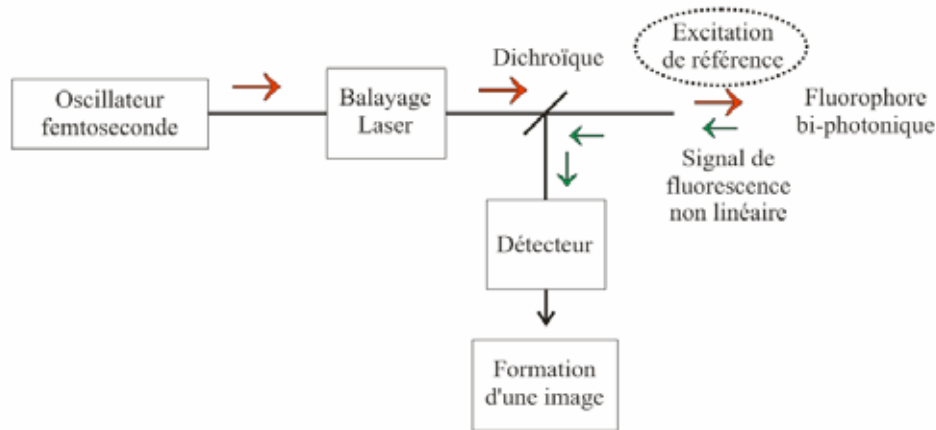 Oscillateur
femtoseconde
Balayage
Laser
Dichroïque
Excitation
de référence
Fluorophore
bi-photonique
Signal de
fluorescence
non linéaire
Détecteur
Formation
d'une image